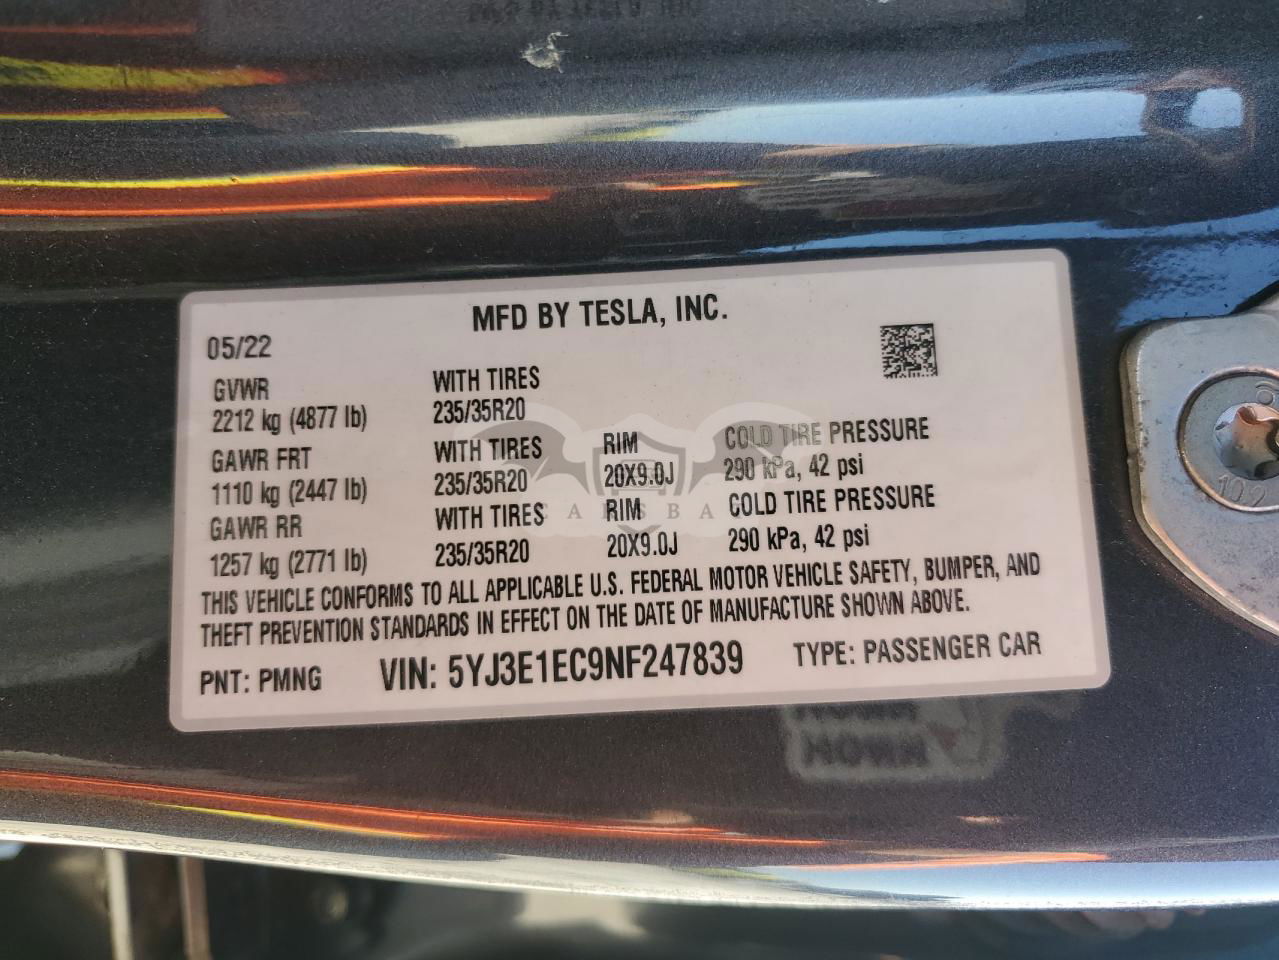 MFD BY TESLA, INC.
05/22
GVWR WITH TIRES
2212 kg (4877 lb) 235/35R20
GAWR FRT WITH TIRES RIM COLD TIRE PRESSURE
1110 kg (2447 lb) 235/35R20 20X9.0J 290 kPa, 42 psi
GAWR RR WITH TIRES RIM COLD TIRE PRESSURE
1257 kg (2771 lb) 235/35R20 20X9.0J 290 kPa, 42 psi
THIS VEHICLE CONFORMS TO ALL APPLICABLE U.S. FEDERAL MOTOR VEHICLE SAFETY, BUMPER, AND
THEFT PREVENTION STANDARDS IN EFFECT ON THE DATE OF MANUFACTURE SHOWN ABOVE.
PNT: PMNG VIN: 5YJ3E1EC9NF247839 TYPE: PASSENGER CAR
102